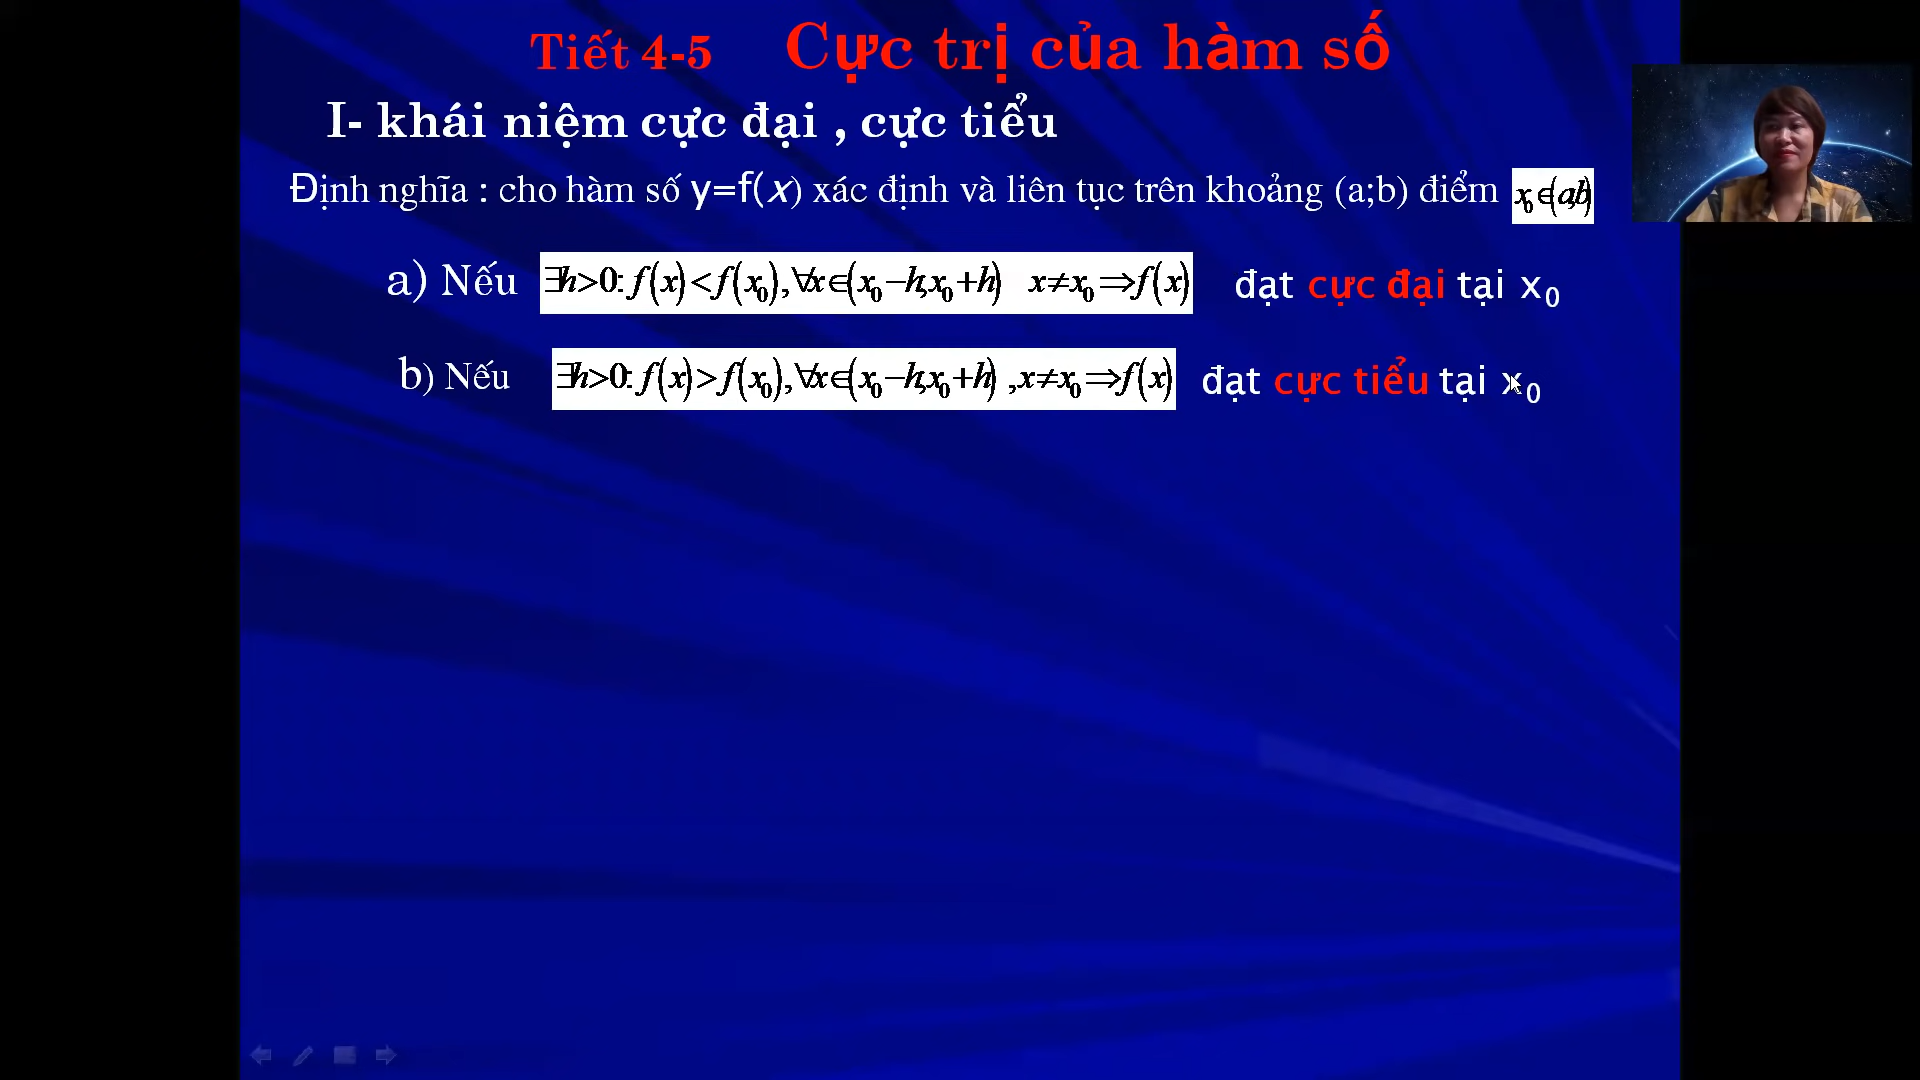 Tiết 4-5 Cực trị của hàm số
I- khái niệm cực đại , cực tiểu
Định nghĩa : cho hàm số y=f(x) xác định và liên tục trên khoảng (a;b) điểm x₀∈(a;b)
a) Nếu ∃h>0: f(x)<f(x₀),∀x∈(x₀−h,x₀+h) x≠x₀⇒f(x) đạt cực đại tại x₀
b) Nếu ∃h>0: f(x)>f(x₀),∀x∈(x₀−h,x₀+h) ,x≠x₀⇒f(x) đạt cực tiểu tại x₀